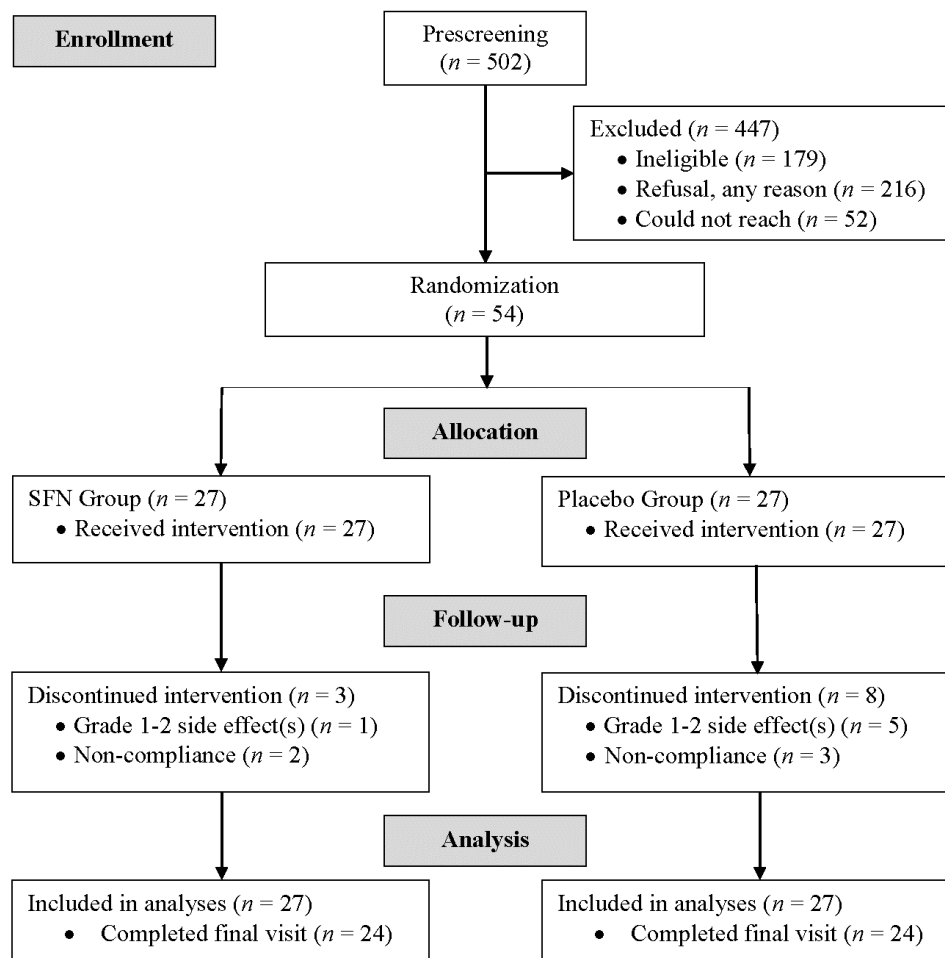 Enrollment
Prescreening
(n = 502)
Excluded (n = 447)
• Ineligible (n = 179)
• Refusal, any reason (n = 216)
• Could not reach (n = 52)
Randomization
(n = 54)
Allocation
SFN Group (n = 27)
• Received intervention (n = 27)
Placebo Group (n = 27)
• Received intervention (n = 27)
Follow-up
Discontinued intervention (n = 3)
• Grade 1-2 side effect(s) (n = 1)
• Non-compliance (n = 2)
Discontinued intervention (n = 8)
• Grade 1-2 side effect(s) (n = 5)
• Non-compliance (n = 3)
Analysis
Included in analyses (n = 27)
• Completed final visit (n = 24)
Included in analyses (n = 27)
• Completed final visit (n = 24)